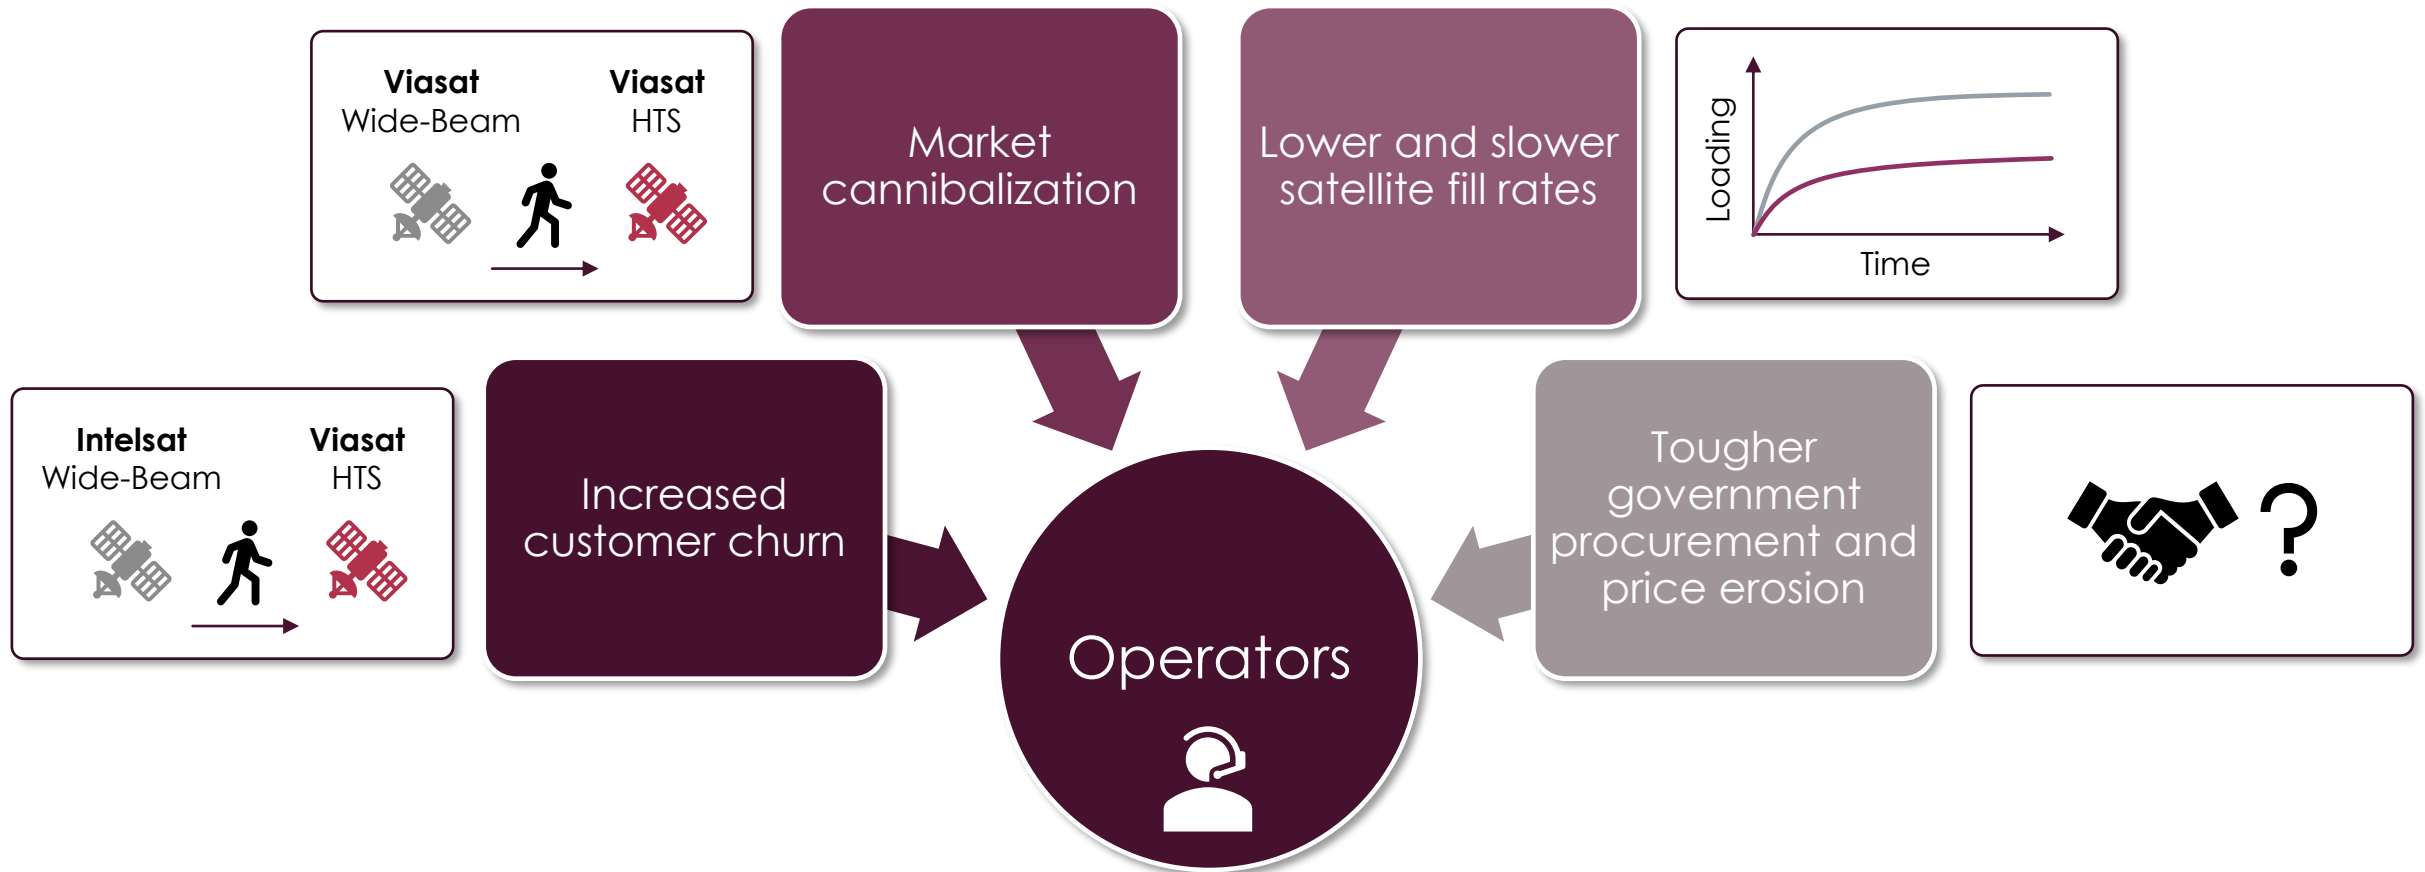 Viasat
Wide-Beam
Viasat
HTS
Market
cannibalization
Lower and slower
satellite fill rates
Loading
Time
Intelsat
Wide-Beam
Viasat
HTS
Increased
customer churn
Tougher
government
procurement and
price erosion
?
Operators